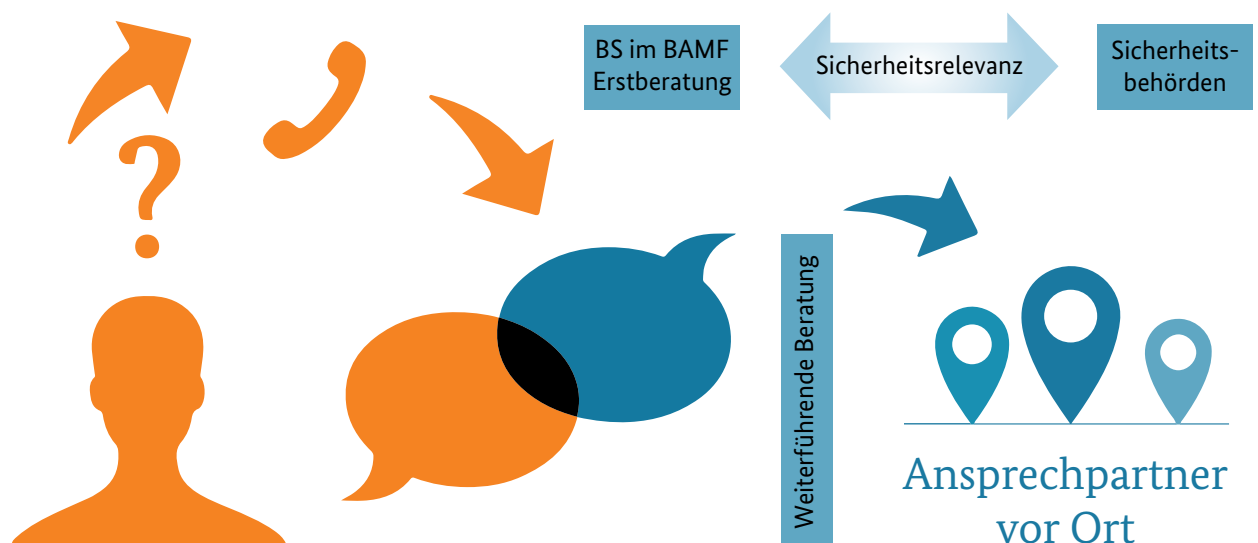 BS im BAMF
Erstberatung
Sicherheitsrelevanz
Sicherheits-
behörden
?
Weiterführende Beratung
Ansprechpartner
vor Ort